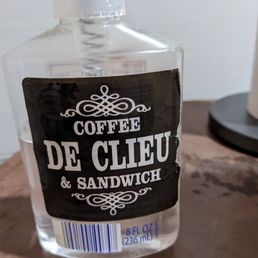 COFFEE
DE CLIEU
& SANDWICH
8 FL OZ
(236 mL)